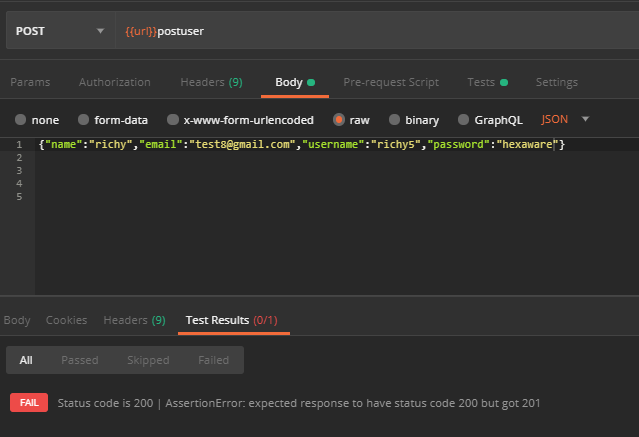 POST {{url}}postuser
Params Authorization Headers (9) Body Pre-request Script Tests Settings
none form-data x-www-form-urlencoded raw binary GraphQL JSON
1 {"name":"richy","email":"test8@gmail.com","username":"richy5","password":"hexaware"}
2
3
4
5
Body Cookies Headers (9) Test Results (0/1)
All Passed Skipped Failed
FAIL Status code is 200 | AssertionError: expected response to have status code 200 but got 201